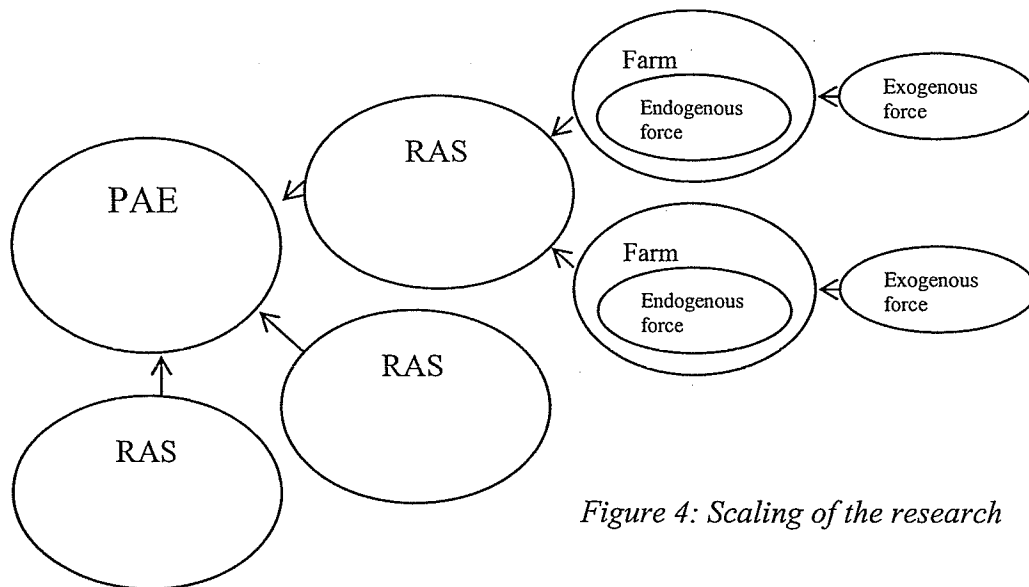 PAE
RAS
RAS
RAS
Farm
Endogenous
force
Exogenous
force
Farm
Endogenous
force
Exogenous
force
Figure 4: Scaling of the research